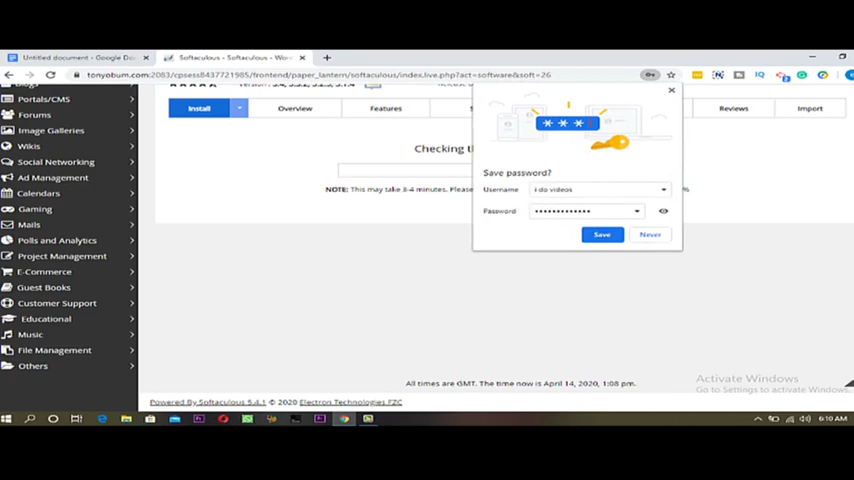 Untitled document - Google Do
Softaculous - Softaculous - Wo
tonyobum.com:2083/cpsess8437721985/frontend/paper_lantern/softaculous/index.live.php?act=software&soft=26
Blogs
Portals/CMS
Forums
Image Galleries
Wikis
Social Networking
Ad Management
Calendars
Gaming
Mails
Polls and Analytics
Project Management
E-Commerce
Guest Books
Customer Support
Educational
Music
File Management
Others
Install
Overview
Features
Reviews
Import
Checking th
NOTE: This may take 3-4 minutes. Please
%
Save password?
Username
i do videos
Password
Save
Never
All times are GMT. The time now is April 14, 2020, 1:08 pm.
Activate Windows
Go to Settings to activate Windows.
Powered By Softaculous 5.4.1 © 2020 Electron Technologies FZC
6:10 AM